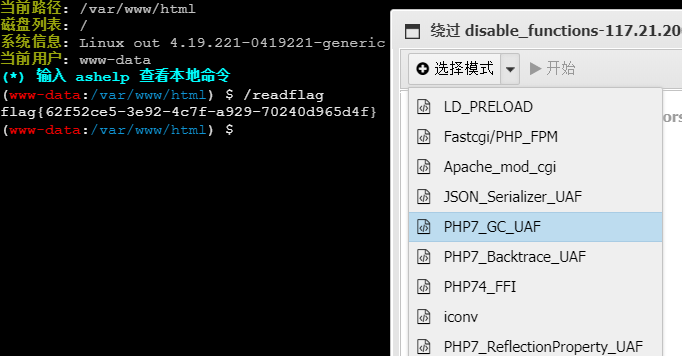 当前路径: /var/www/html
磁盘列表: /
系统信息: Linux out 4.19.221-0419221-generic
当前用户: www-data
(*) 输入 ashelp 查看本地命令
(www-data:/var/www/html) $ /readflag
flag{62f52ce5-3e92-4c7f-a929-70240d965d4f}
(www-data:/var/www/html) $
绕过 disable_functions-117.21.20
选择模式
开始
ors
LD_PRELOAD
Fastcgi/PHP_FPM
Apache_mod_cgi
JSON_Serializer_UAF
PHP7_GC_UAF
PHP7_Backtrace_UAF
PHP74_FFI
iconv
PHP7_ReflectionProperty_UAF